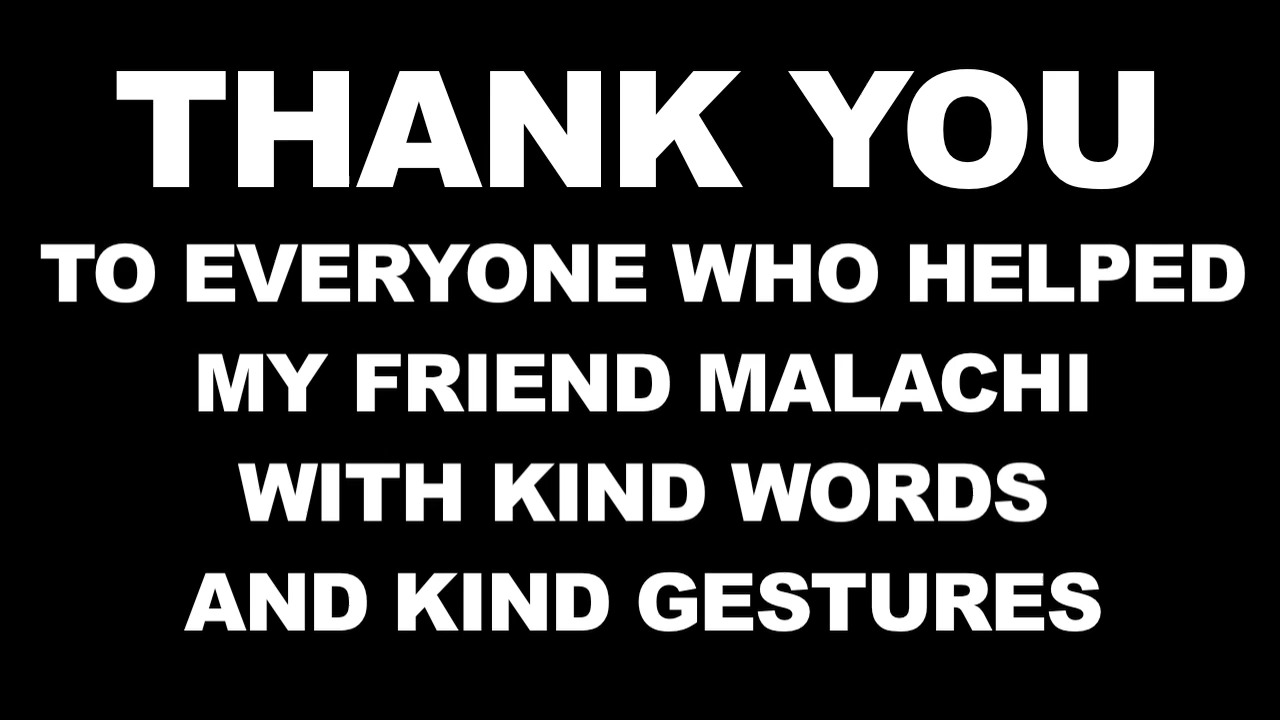 THANK YOU
TO EVERYONE WHO HELPED
MY FRIEND MALACHI
WITH KIND WORDS
AND KIND GESTURES